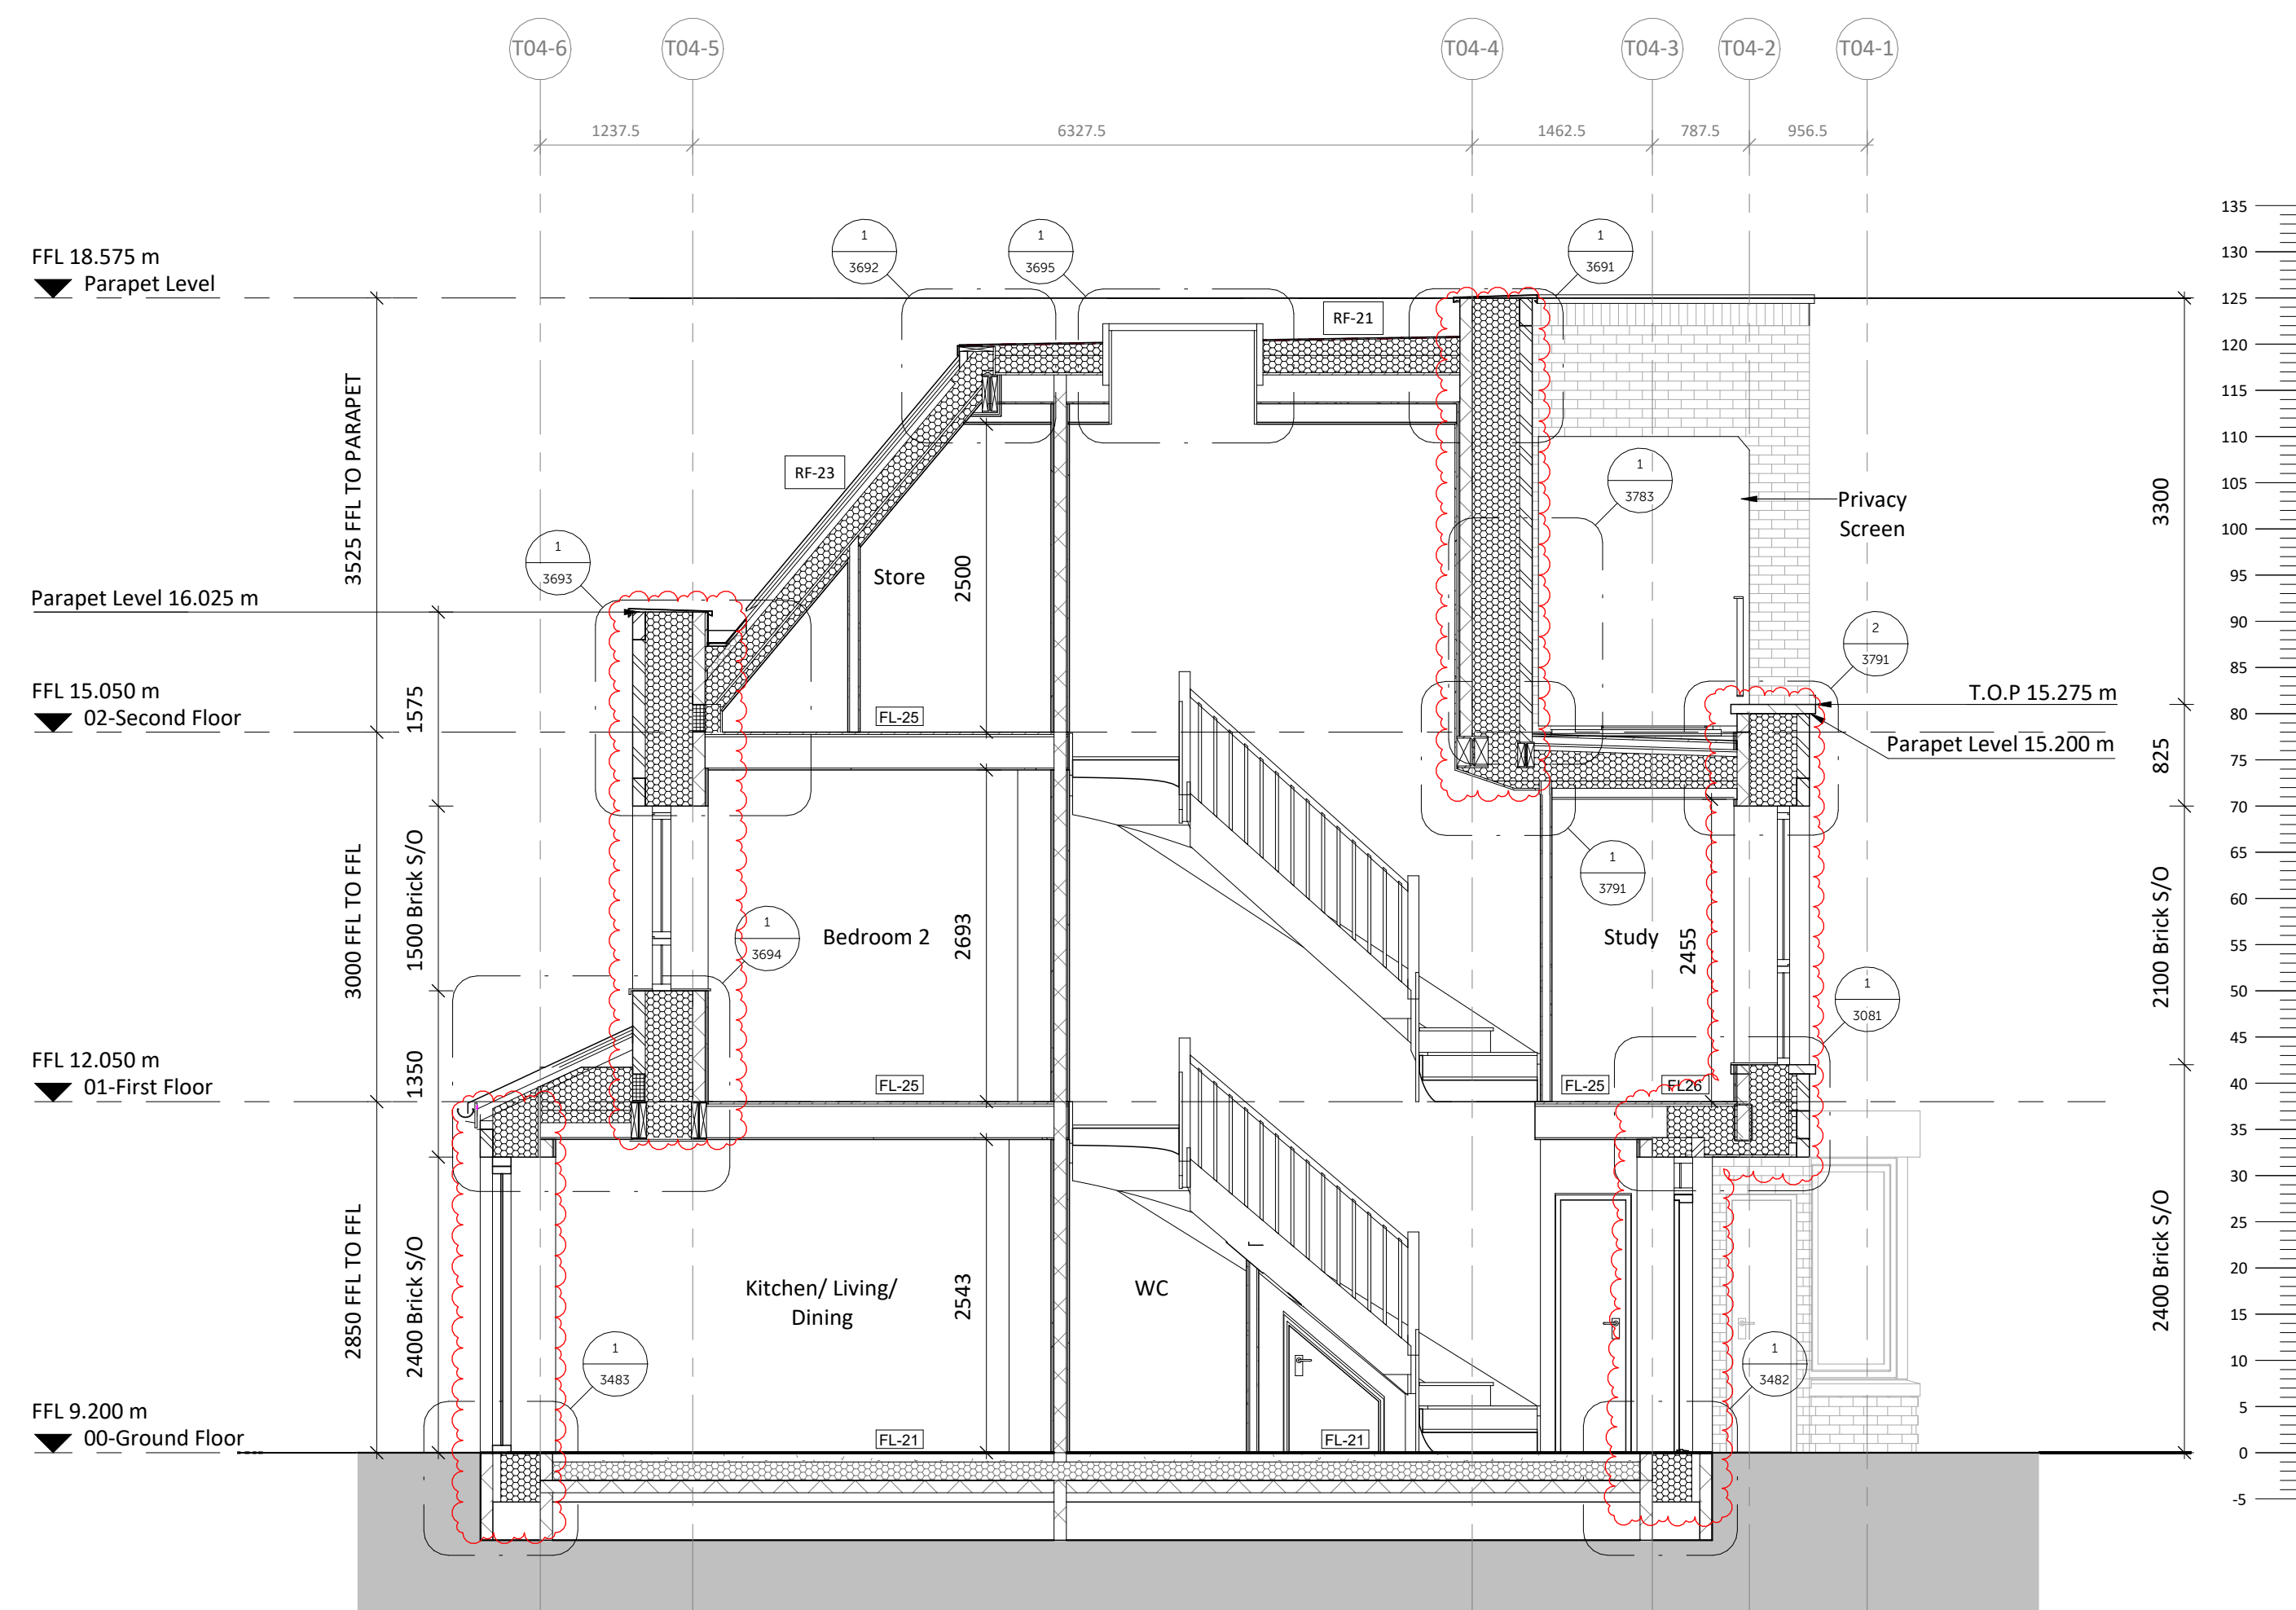 T04-6
T04-5
T04-4
T04-3
T04-2
T04-1
1237.5
6327.5
1462.5
787.5
956.5
135
130
125
120
115
110
105
100
95
90
85
80
75
70
65
60
55
50
45
40
35
30
25
20
15
10
5
0
-5
FFL 18.575 m
Parapet Level
1
3692
1
3695
1
3691
RF-21
3525 FFL TO PARAPET
RF-23
1
3783
Privacy
Screen
3300
1
3693
Store
2500
Parapet Level 16.025 m
2
3791
FFL 15.050 m
02-Second Floor
1575
FL-25
T.O.P 15.275 m
Parapet Level 15.200 m
825
1
3791
3000 FFL TO FFL
1500 Brick S/O
1
3694
Bedroom 2
2693
Study
2455
2100 Brick S/O
1
3081
FFL 12.050 m
01-First Floor
1350
FL-25
FL-25
FL26
2850 FFL TO FFL
2400 Brick S/O
Kitchen/ Living/
Dining
2543
WC
2400 Brick S/O
1
3483
1
3482
FFL 9.200 m
00-Ground Floor
FL-21
FL-21